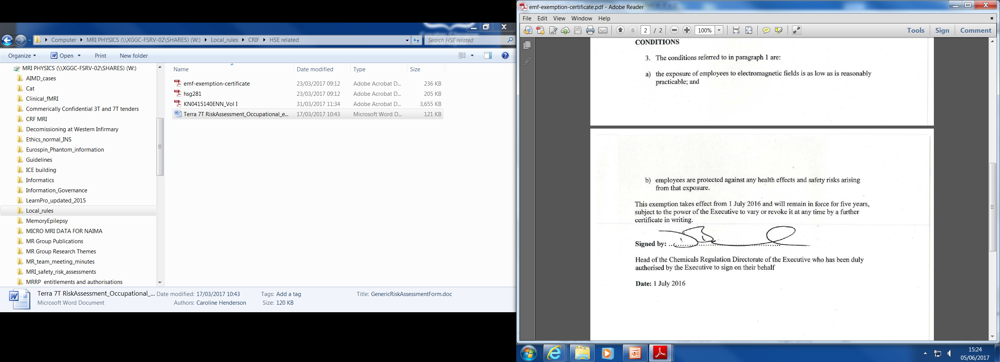 Computer MRI PHYSICS (\\XGGC-FSRV-02\SHARES) (W:) Local_rules CRIF HSE related
Search HSE related
Organize Open Print New folder
MRI PHYSICS (\\XGGC-FSRV-02\SHARES) (W:)
AIMD_cases
Cat
Clinical_fMRI
Commerically Confidential 3T and 7T tenders
CRF MRI
Decomissioning at Western Infirmary
Ethics_normal_INS
Eurospin_Phantom_information
Guidelines
ICE building
Informatics
Information_Governance
LearnPro_updated_2015
Local_rules
MemoryEpilepsy
MICRO MRI DATA FOR NAIMA
MR Group Publications
MR Group Research Themes
MR_team_meeting_minutes
MRI_safety_risk_assessments
MRRP entitlements and authorisations
Name Date modified Type Size
emf-exemption-certificate 23/03/2017 09:12 Adobe Acrobat D... 236 KB
hsg281 23/03/2017 09:12 Adobe Acrobat D... 205 KB
KN0415140ENN_Vol I 31/03/2017 11:34 Adobe Acrobat D... 3,655 KB
Terra 7T RiskAssessment_Occupational_e... 17/03/2017 10:43 Microsoft Word D... 121 KB
Terra 7T RiskAssessment_Occupational_... Date modified: 17/03/2017 10:43 Tags: Add a tag Title: GenericRiskAssessmentForm.doc
Microsoft Word Document Authors: Caroline Henderson Size: 120 KB
emf-exemption-certificate.pdf - Adobe Reader
File Edit View Window Help
2 / 2 100% Tools Sign Comment
CONDITIONS
3. The conditions referred to in paragraph 1 are:
a) the exposure of employees to electromagnetic fields is as low as is reasonably
practicable; and
b) employees are protected against any health effects and safety risks arising
from that exposure.
This exemption takes effect from 1 July 2016 and will remain in force for five years,
subject to the power of the Executive to vary or revoke it at any time by a further
certificate in writing.
Signed by:
Head of the Chemicals Regulation Directorate of the Executive who has been duly
authorised by the Executive to sign on their behalf
Date: 1 July 2016
15:24
05/06/2017